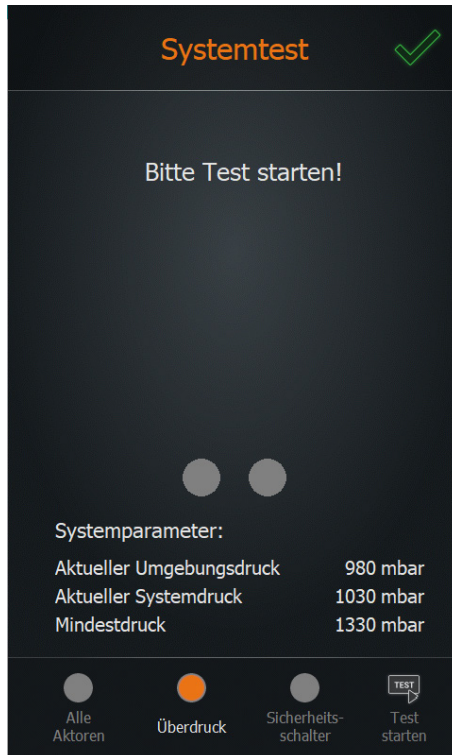 Systemtest
Bitte Test starten!
Systemparameter:
Aktueller Umgebungsdruck 980 mbar
Aktueller Systemdruck 1030 mbar
Mindestdruck 1330 mbar
Alle
Aktoren
Überdruck
Sicherheits-
schalter
TEST
Test
starten